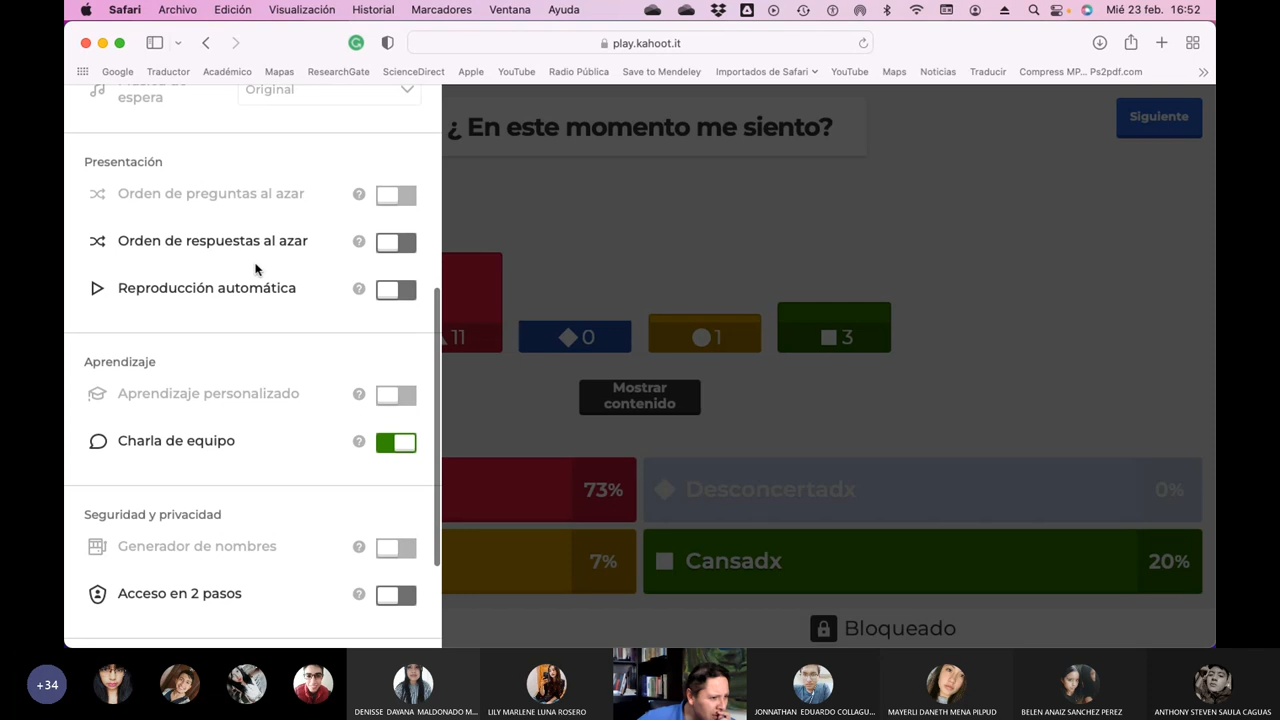 Safari Archivo Edición Visualización Historial Marcadores Ventana Ayuda Mié 23 feb. 16:52
play.kahoot.it
Google Traductor Académico Mapas ResearchGate ScienceDirect Apple YouTube Radio Pública Save to Mendeley Importados de Safari YouTube Maps Noticias Traducir Compress MP... Ps2pdf.com
espera
Original
Presentación
Orden de preguntas al azar
Orden de respuestas al azar
Reproducción automática
Aprendizaje
Aprendizaje personalizado
Charla de equipo
Seguridad y privacidad
Generador de nombres
Acceso en 2 pasos
¿ En este momento me siento?
Siguiente
11 0 1 3
Mostrar
contenido
73% Desconcertadx 0%
7% Cansadx 20%
Bloqueado
+34
DENISSE DAYANA MALDONADO M... LILY MARLENE LUNA ROSERO JONNATHAN EDUARDO COLLAGU... MAYERLI DANETH MENA PILPUD BELEN ANAIZ SANCHEZ PEREZ ANTHONY STEVEN SAULA CAGUAS